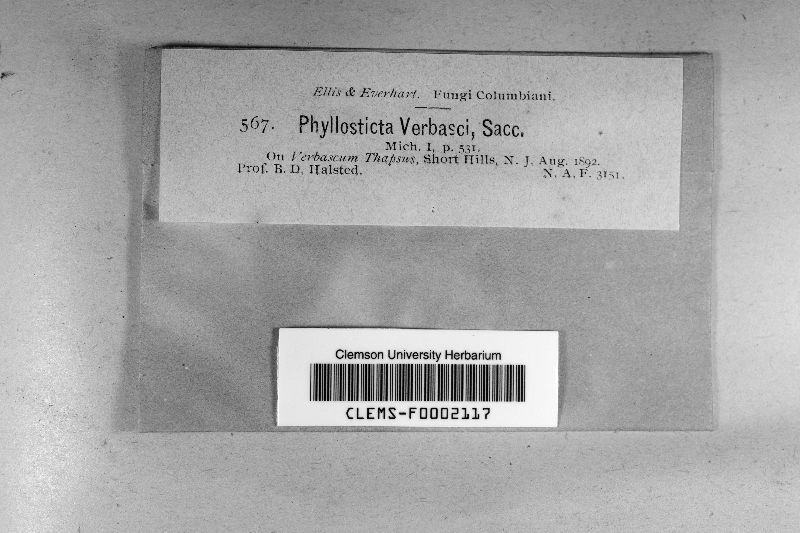 Ellis & Everhart. Fungi Columbiani.
567. Phyllosticta Verbasci, Sacc.
Mich. I, p. 531.
On Verbascum Thapsus, Short Hills, N. J. Aug. 1892.
Prof. B. D. Halsted. N. A. F. 3151.
Clemson University Herbarium
CLEMS-F0002117